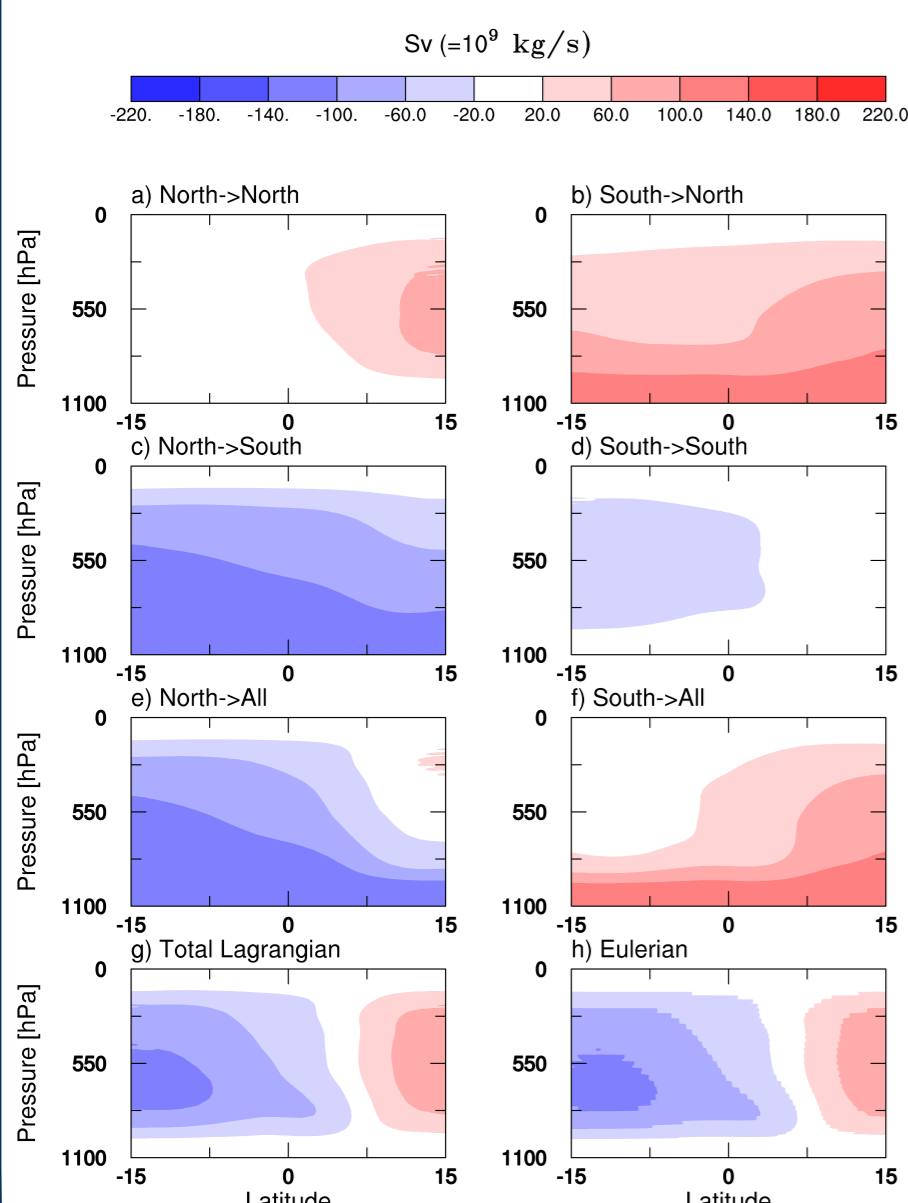 Sv (=10⁹ kg/s)
-220. -180. -140. -100. -60.0 -20.0 20.0 60.0 100.0 140.0 180.0 220.0
a) North->North b) South->North
0 0
Pressure [hPa]
550 550
1100 1100
-15 0 15 -15 0 15
c) North->South d) South->South
0 0
Pressure [hPa]
550 550
1100 1100
-15 0 15 -15 0 15
e) North->All f) South->All
0 0
Pressure [hPa]
550 550
1100 1100
-15 0 15 -15 0 15
g) Total Lagrangian h) Eulerian
0 0
Pressure [hPa]
550 550
1100 1100
-15 0 15 -15 0 15
Latitude Latitude